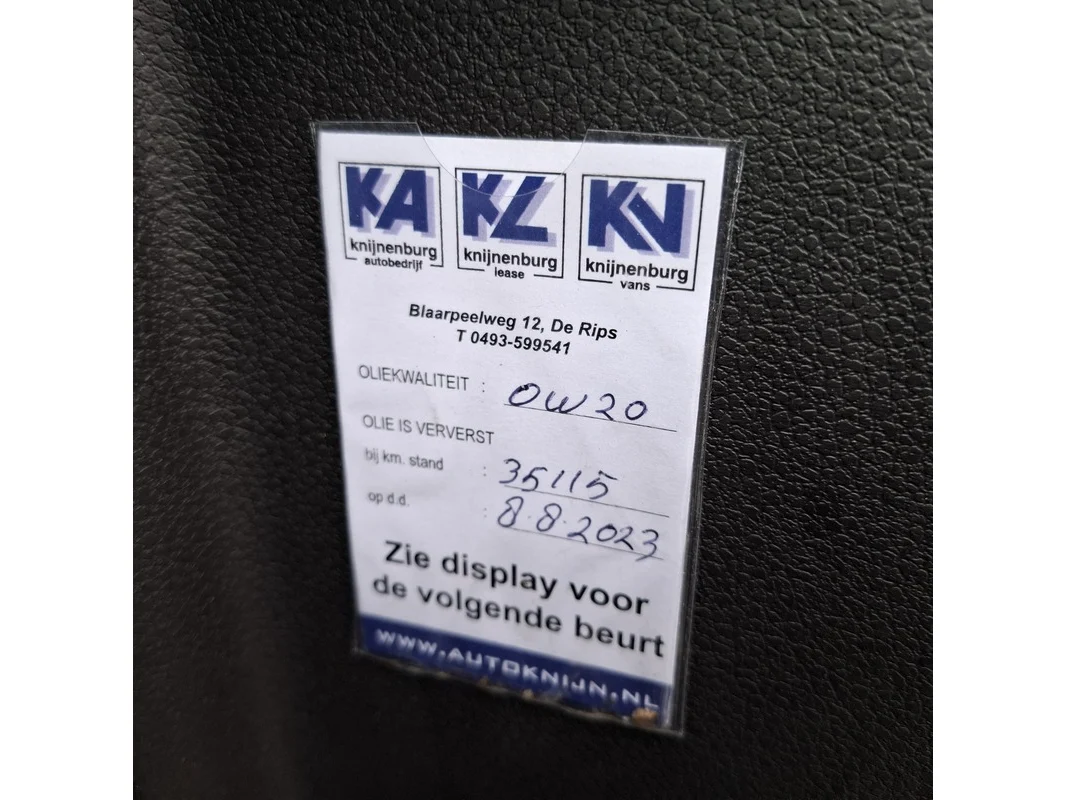 KA KL KV
knijnenburg knijnenburg knijnenburg
autobedrijf lease vans
Blaarpeelweg 12, De Rips
T 0493-599541
OLIEKWALITEIT : 0W20
OLIE IS VERVERST
bij km. stand : 35115
op d.d. : 8.8.2023
Zie display voor
de volgende beurt
WWW.AUTOKNIJN.NL